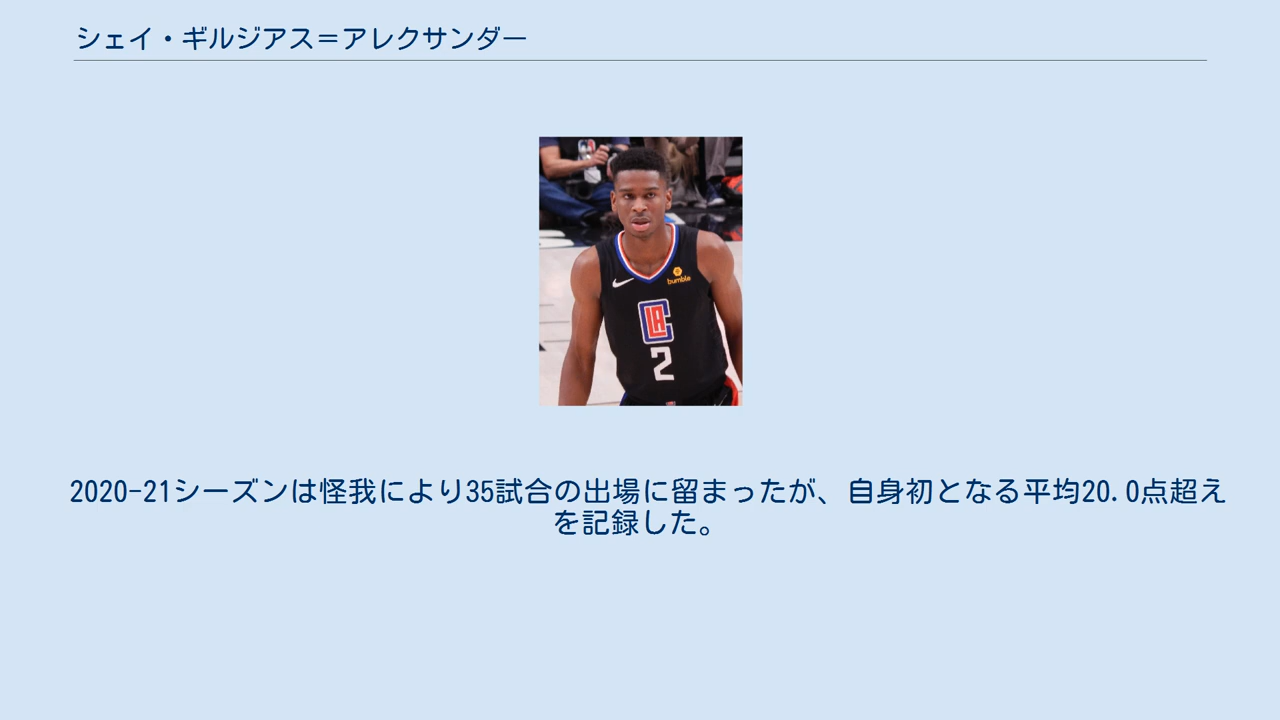 シェイ・ギルジアス＝アレクサンダー
bumble
LA
2
2020-21シーズンは怪我により35試合の出場に留まったが、自身初となる平均20.0点超え
を記録した。